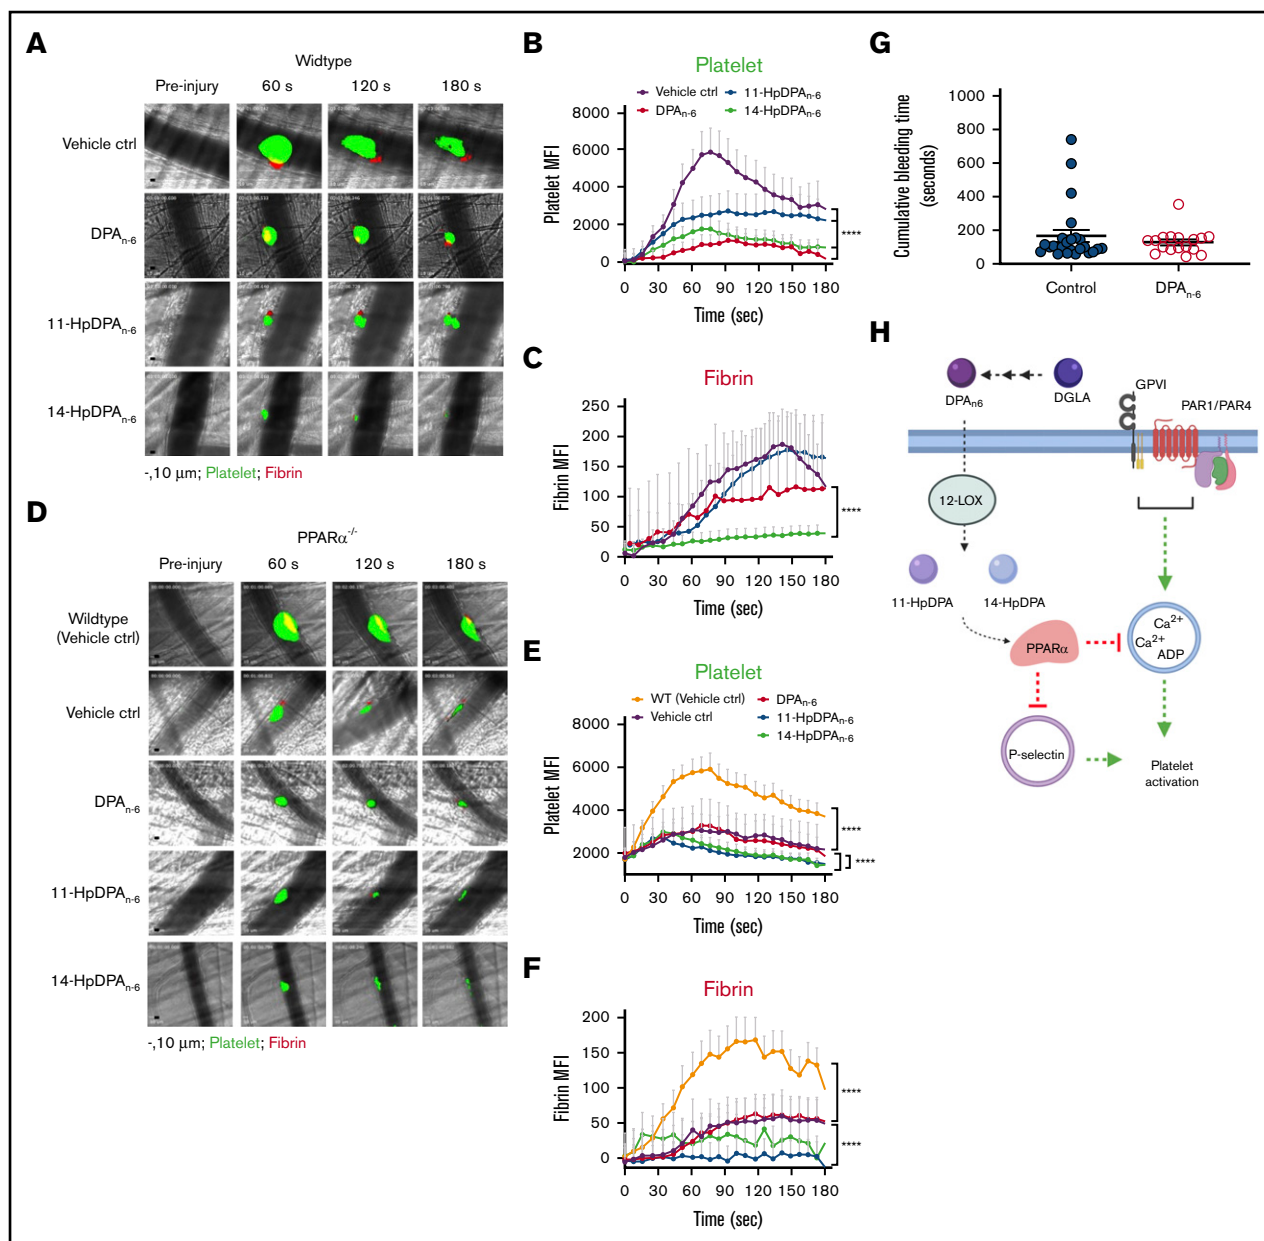 A
Widtype
Pre-injury 60 s 120 s 180 s
Vehicle ctrl
DPAn-6
11-HpDPAn-6
14-HpDPAn-6
-,10 μm; Platelet; Fibrin
B
Platelet
Vehicle ctrl 11-HpDPAn-6
DPAn-6 14-HpDPAn-6
8000
6000
4000
2000
0
Platelet MFI
****
0 30 60 90 120 150 180
Time (sec)
C
Fibrin
250
200
150
100
50
0
Fibrin MFI
****
0 30 60 90 120 150 180
Time (sec)
D
PPARα-/-
Pre-injury 60 s 120 s 180 s
Wildtype
(Vehicle ctrl)
Vehicle ctrl
DPAn-6
11-HpDPAn-6
14-HpDPAn-6
-,10 μm; Platelet; Fibrin
E
Platelet
WT (Vehicle ctrl) DPAn-6
Vehicle ctrl 11-HpDPAn-6
14-HpDPAn-6
8000
6000
4000
2000
Platelet MFI
****
****
0 30 60 90 120 150 180
Time (sec)
F
Fibrin
200
150
100
50
0
Fibrin MFI
****
****
0 30 60 90 120 150 180
Time (sec)
G
1000
800
600
400
200
0
Cumulative bleeding time
(seconds)
Control DPAn-6
H
DPAn6
DGLA
GPVI
PAR1/PAR4
12-LOX
11-HpDPA 14-HpDPA
PPARα
Ca2+
Ca2+
ADP
P-selectin
Platelet
activation